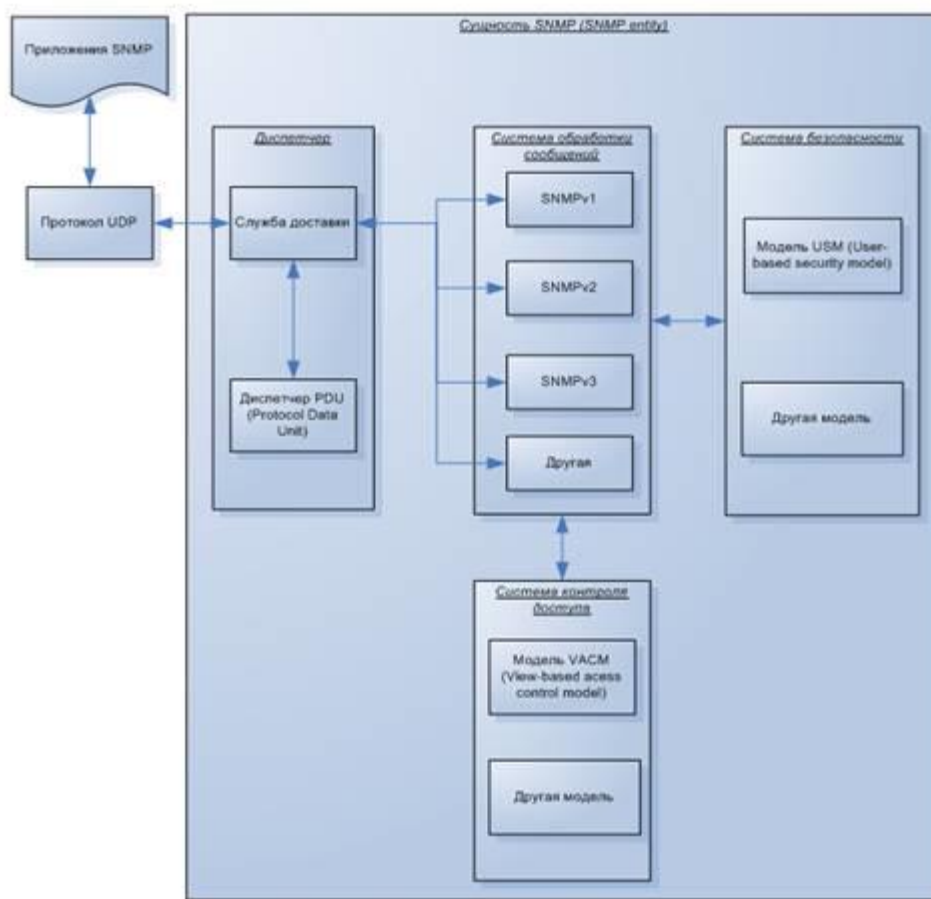 Сущность SNMP (SNMP entity)
Приложения SNMP
Протокол UDP
Диспетчер
Служба доставки
Диспетчер PDU
(Protocol Data
Unit)
Система обработки
сообщений
SNMPv1
SNMPv2
SNMPv3
Другая
Система безопасности
Модель USM (User-
based security model)
Другая модель
Система контроля
доступа
Модель VACM
(View-based acess
control model)
Другая модель